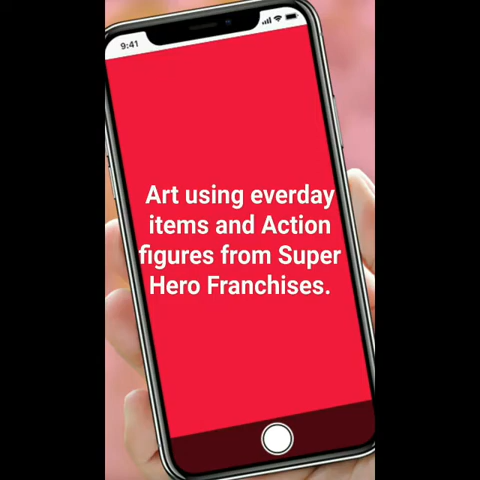 9:41
Art using everday
items and Action
figures from Super
Hero Franchises.